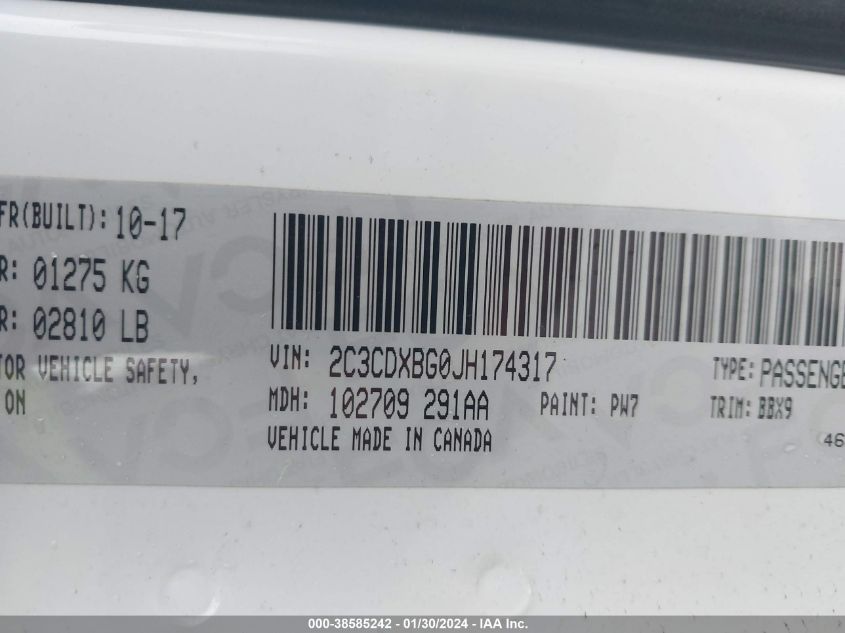 FR(BUILT): 10-17
R: 01275 KG
R: 02810 LB
TOR VEHICLE SAFETY,
ON
VIN: 2C3CDXBG0JH174317
TYPE: PASSENGE
MDH: 102709 291AA
PAINT: PW7
TRIM: BBX9
VEHICLE MADE IN CANADA
46
000-38585242 - 01/30/2024 - IAA Inc.